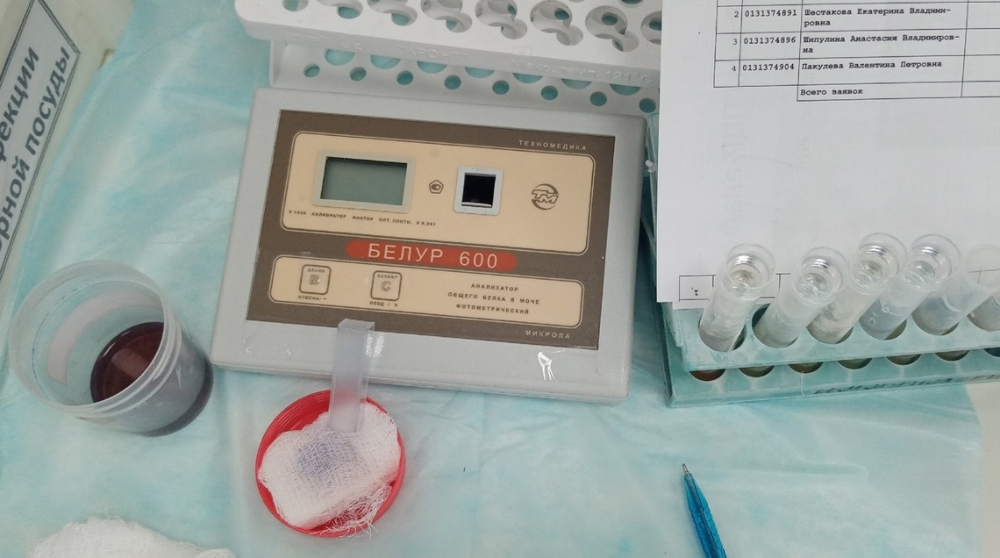 екции
рной посуды
2 0131374891 Шестакова Екатерина Владими-
ровна
3 0131374896 Шипулина Анастасия Владимиров-
на
4 0131374904 Пакулева Валентина Петровна
Всего заявок
ТЕХНОМЕДИКА
ТМ
КАЛИБРАТОР ФАКТОР ОПТ. ПЛОТН. X 0,001
БЕЛУР 600
БЛАНК
B
ОТМЕНА/-
КАЛИБР
C
ВВОД / +
АНАЛИЗАТОР
ОБЩЕГО БЕЛКА В МОЧЕ
ФОТОМЕТРИЧЕСКИЙ
МИКРОЛА